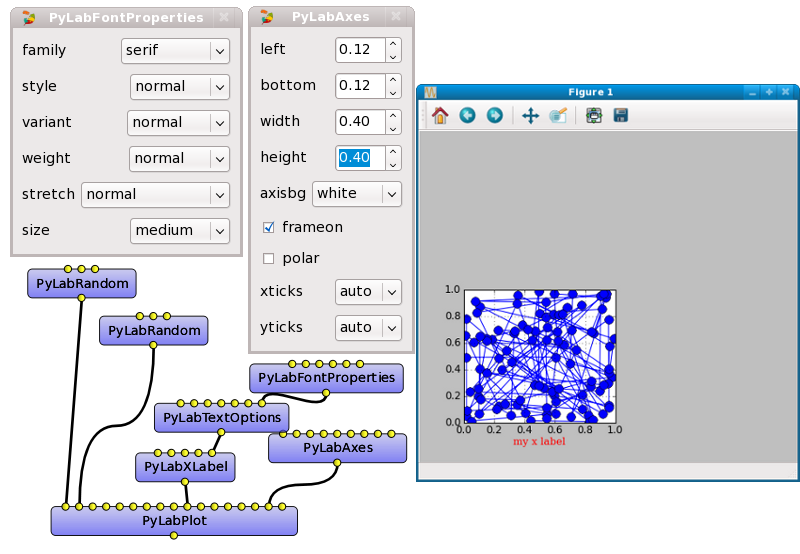 PyLabFontProperties
family serif
style normal
variant normal
weight normal
stretch normal
size medium
PyLabAxes
left 0.12
bottom 0.12
width 0.40
height 0.40
axisbg white
frameon
polar
xticks auto
yticks auto
Figure 1
1.0
0.8
0.6
0.4
0.2
0.0
0.0 0.2 0.4 0.6 0.8 1.0
my x label
PyLabRandom
PyLabRandom
PyLabFontProperties
PyLabTextOptions
PyLabAxes
PyLabXLabel
PyLabPlot